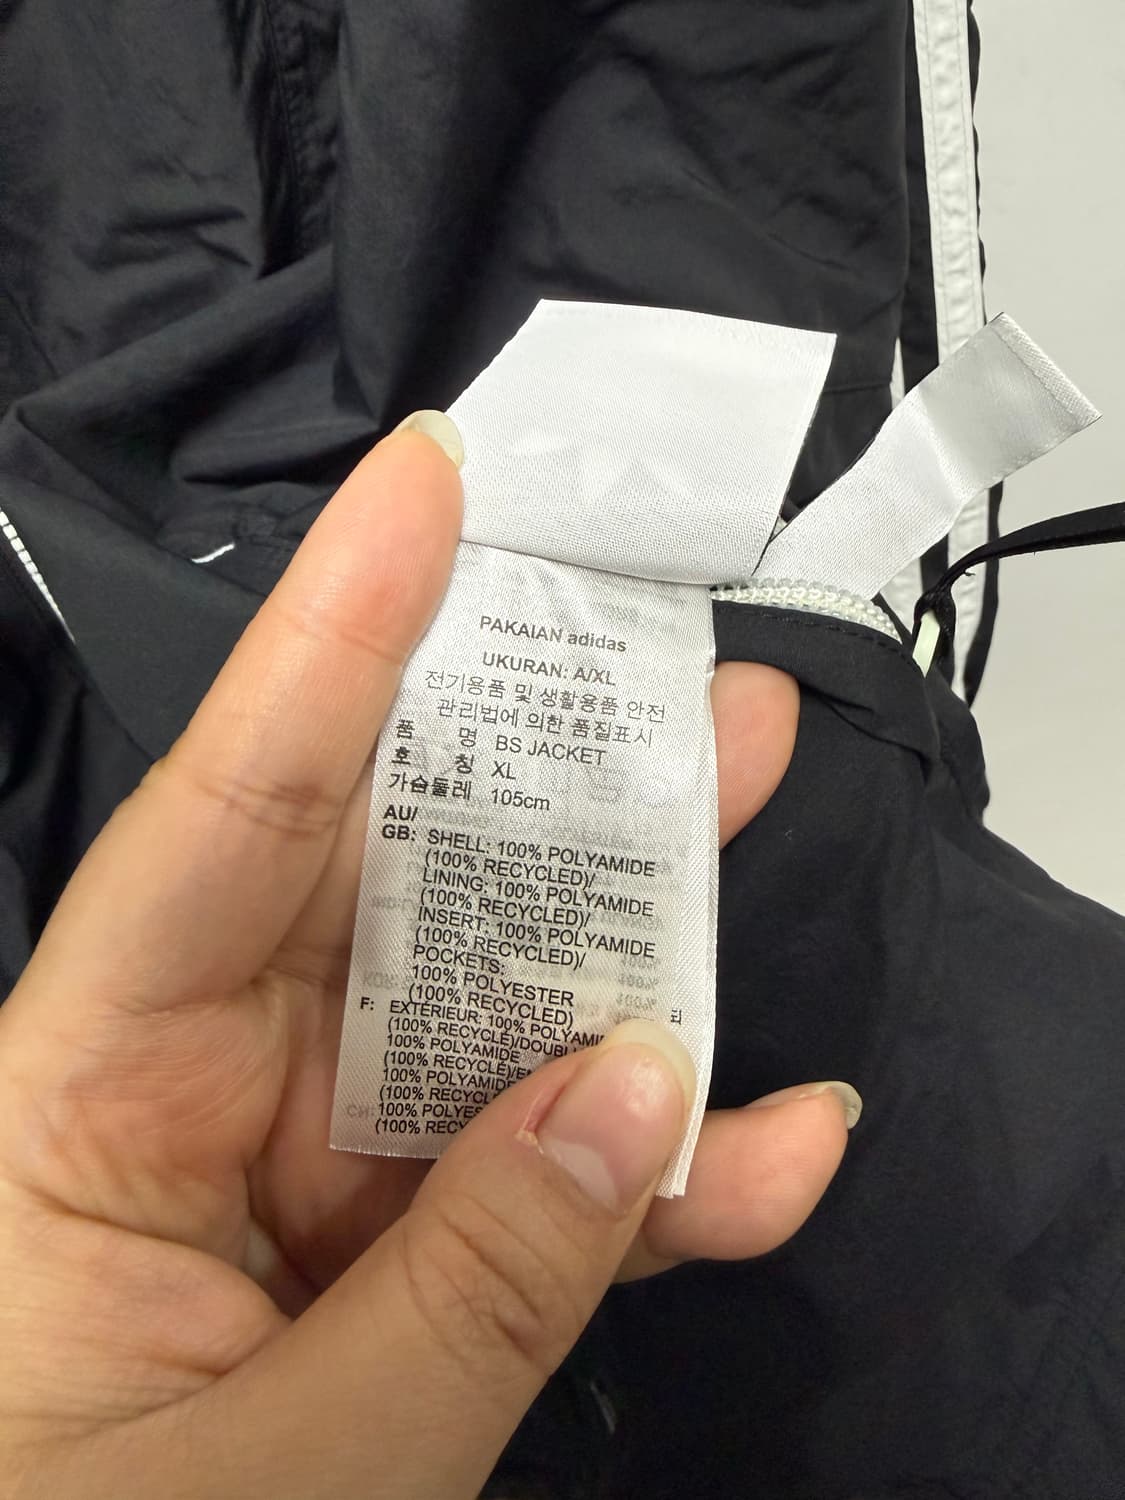 PAKAIAN adidas
UKURAN: A/XL
전기용품 및 생활용품 안전
관리법에 의한 품질표시
품 명 BS JACKET
호 칭 XL
가슴둘레 105cm
AU/
GB: SHELL: 100% POLYAMIDE
(100% RECYCLED)/
LINING: 100% POLYAMIDE
(100% RECYCLED)/
INSERT: 100% POLYAMIDE
(100% RECYCLED)/
POCKETS:
100% POLYESTER
(100% RECYCLED)
F: EXTÉRIEUR: 100%
(100% RECYCLÉ)/
100% POLYAMIDE
(100% RECYCLÉ)/
100% POLYAMIDE
(100%
100%
(100%